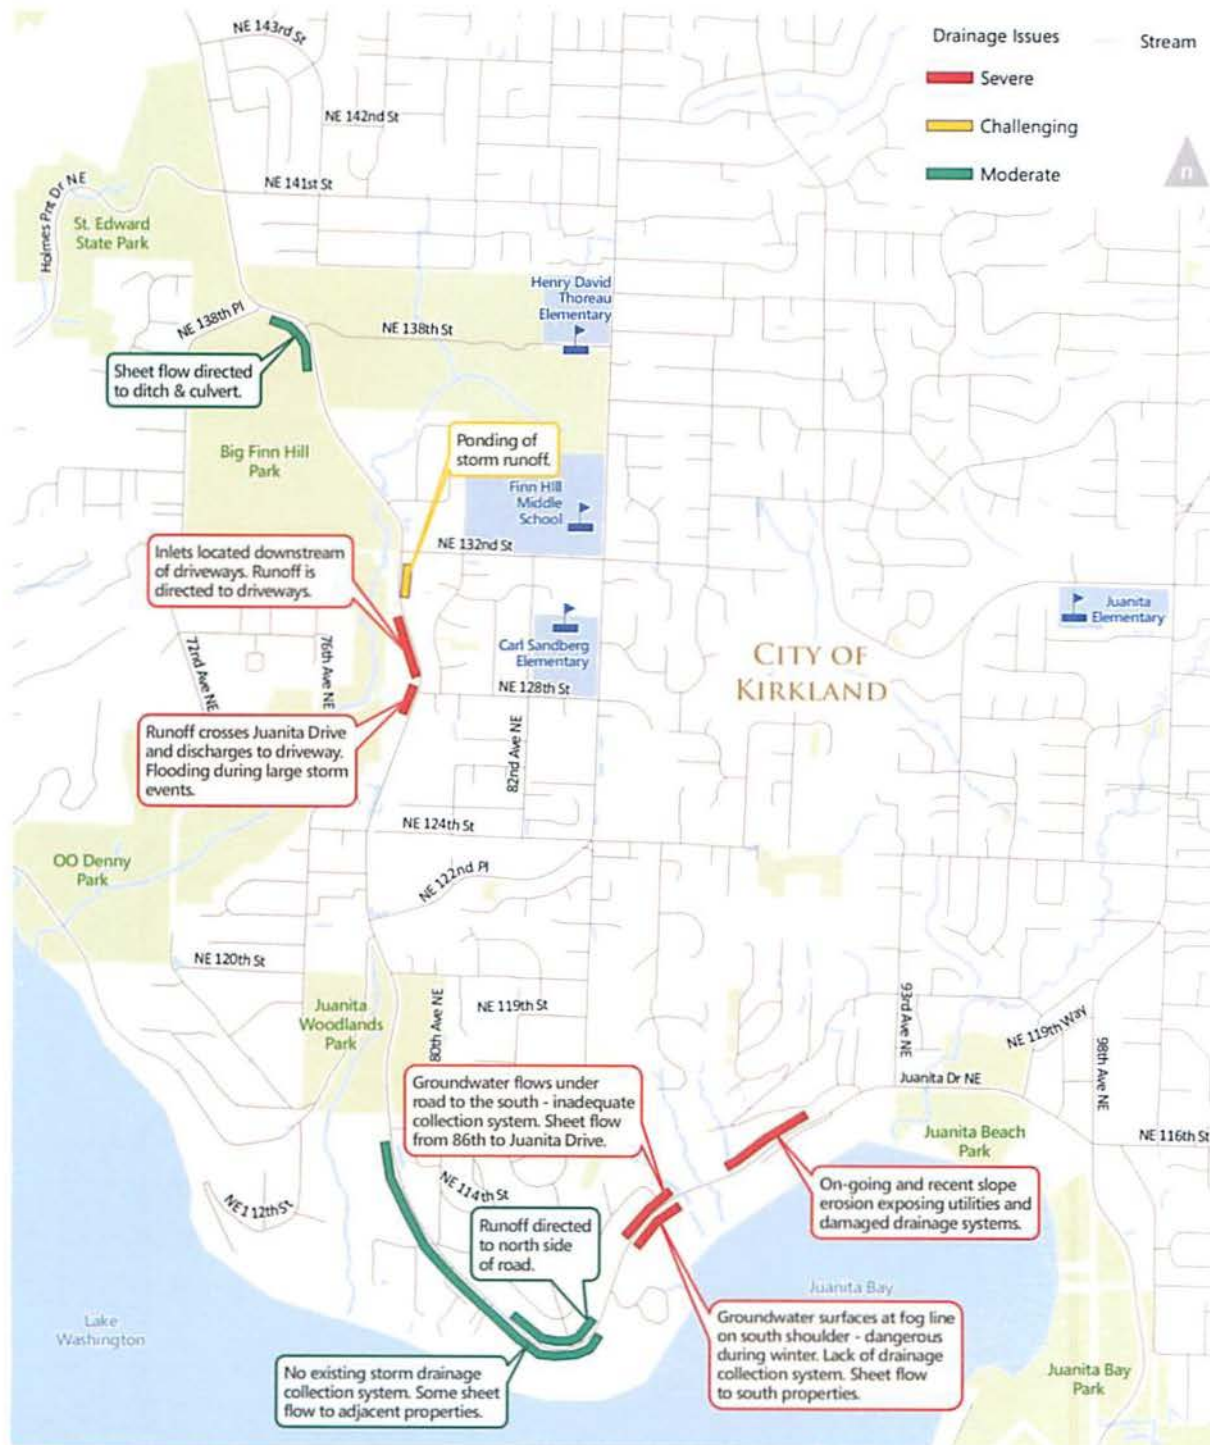 Drainage Issues
Stream
Severe
Challenging
Moderate
n
NE 143rd St
NE 142nd St
NE 141st St
Holmes Pnt Dr NE
St. Edward
State Park
Henry David
Thoreau
Elementary
NE 138th Pl
NE 138th St
Sheet flow directed
to ditch & culvert.
Big Finn Hill
Park
Ponding of
storm runoff.
Finn Hill
Middle
School
NE 132nd St
Inlets located downstream
of driveways. Runoff is
directed to driveways.
Juanita
Elementary
72nd Ave NE
76th Ave NE
Carl Sandberg
Elementary
CITY OF
KIRKLAND
NE 128th St
Runoff crosses Juanita Drive
and discharges to driveway.
Flooding during large storm
events.
82nd Ave NE
NE 124th St
OO Denny
Park
NE 122nd Pl
NE 120th St
Juanita
Woodlands
Park
80th Ave NE
NE 119th St
93rd Ave NE
NE 119th Way
98th Ave NE
Juanita Dr NE
Groundwater flows under
road to the south - inadequate
collection system. Sheet flow
from 86th to Juanita Drive.
Juanita Beach
Park
NE 116th St
NE 114th St
NE 112th St
On-going and recent slope
erosion exposing utilities and
damaged drainage systems.
Runoff directed
to north side
of road.
Juanita Bay
Lake
Washington
Groundwater surfaces at fog line
on south shoulder - dangerous
during winter. Lack of drainage
collection system. Sheet flow
to south properties.
No existing storm drainage
collection system. Some sheet
flow to adjacent properties.
Juanita Bay
Park